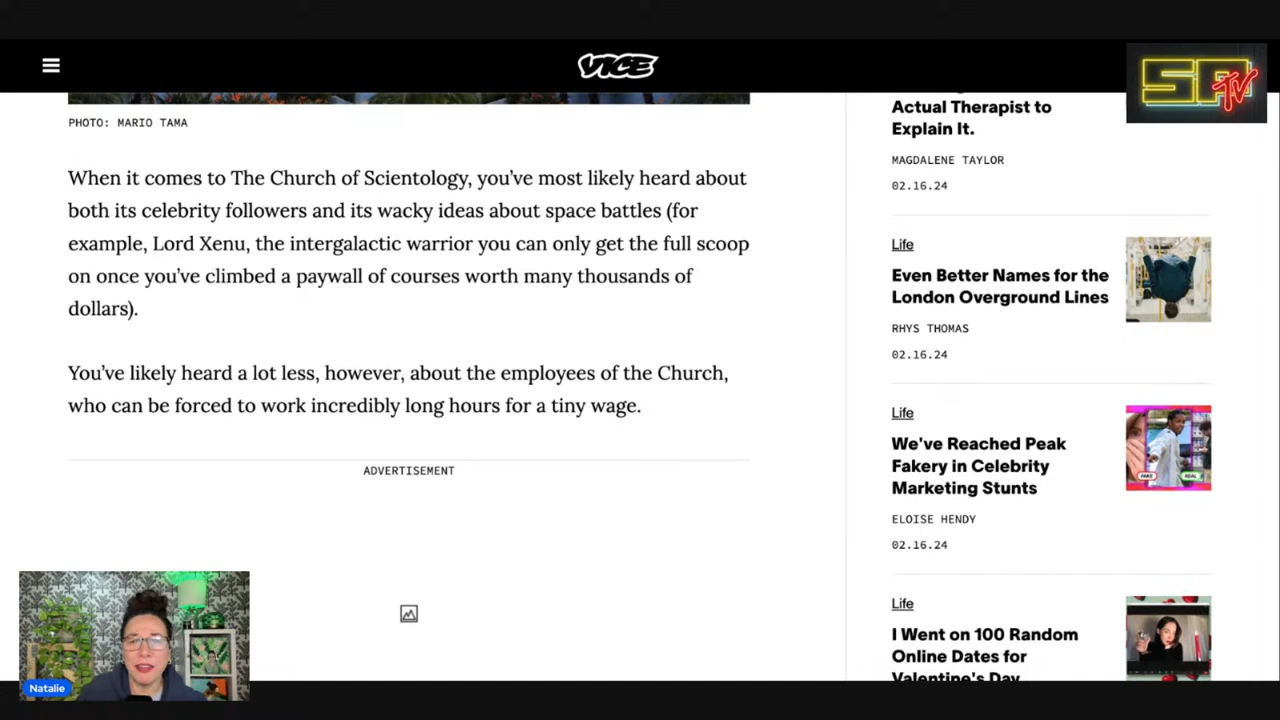 VICE
SPTV
PHOTO: MARIO TAMA
When it comes to The Church of Scientology, you've most likely heard about
both its celebrity followers and its wacky ideas about space battles (for
example, Lord Xenu, the intergalactic warrior you can only get the full scoop
on once you've climbed a paywall of courses worth many thousands of
dollars).
You've likely heard a lot less, however, about the employees of the Church,
who can be forced to work incredibly long hours for a tiny wage.
ADVERTISEMENT
Actual Therapist to
Explain It.
MAGDALENE TAYLOR
02.16.24
Life
Even Better Names for the
London Overground Lines
RHYS THOMAS
02.16.24
Life
We've Reached Peak
Fakery in Celebrity
Marketing Stunts
ELOISE HENDY
02.16.24
FAKE
REAL
Life
I Went on 100 Random
Online Dates for
Valentine's Day
Natalie